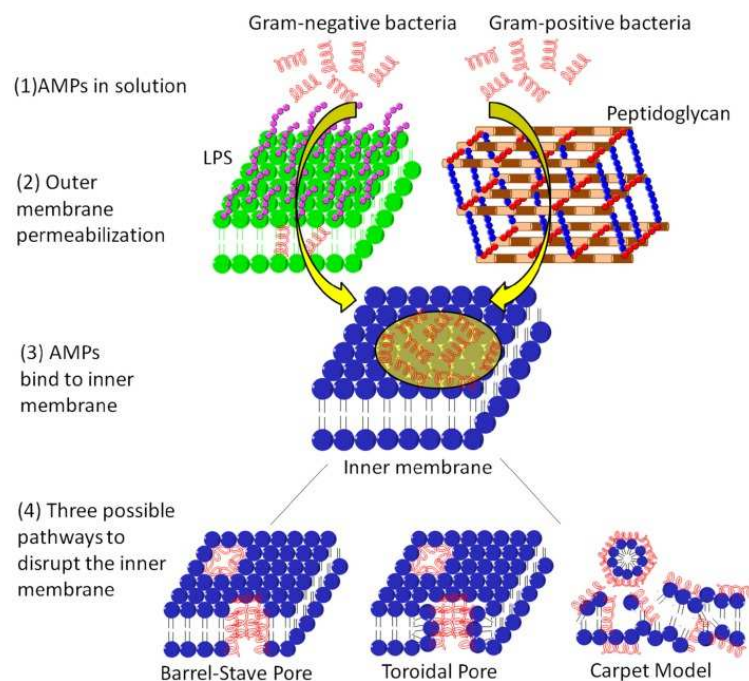 Gram-negative bacteria
Gram-positive bacteria
(1)AMPs in solution
Peptidoglycan
LPS
(2) Outer
membrane
permeabilization
(3) AMPs
bind to inner
membrane
Inner membrane
(4) Three possible
pathways to
disrupt the inner
membrane
Barrel-Stave Pore
Toroidal Pore
Carpet Model